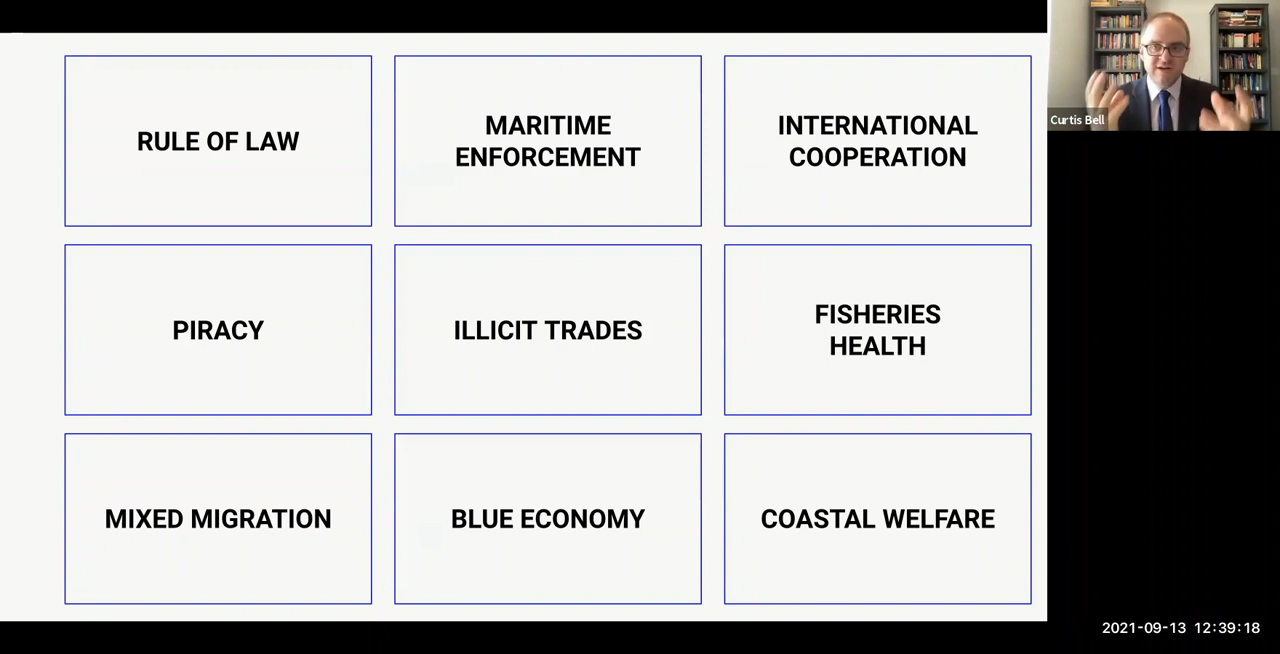 RULE OF LAW
MARITIME
ENFORCEMENT
INTERNATIONAL
COOPERATION
PIRACY
ILLICIT TRADES
FISHERIES
HEALTH
MIXED MIGRATION
BLUE ECONOMY
COASTAL WELFARE
Curtis Bell
2021-09-13 12:39:18